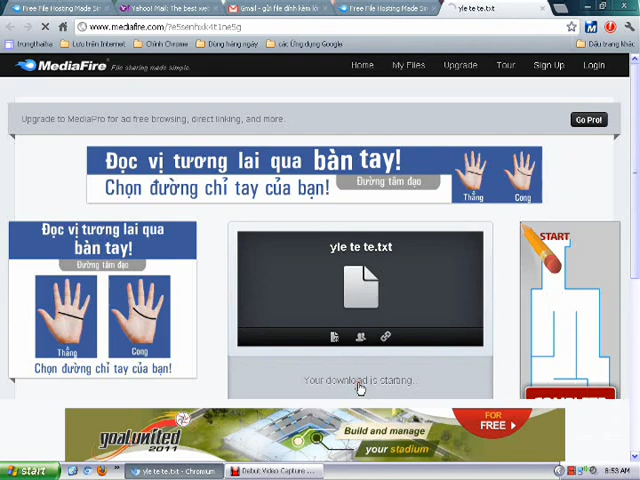 Free File Hosting Made Sim
Yahoo! Mail: The best web
Gmail - gửi file đính kèm lớ
Free File Hosting Made Sim
yle te te.txt
www.mediafire.com/?e5senhxk4t1ne5g
trungthaiha
Lưu trên Internet
Chỉnh Chrome
Dùng hàng ngày
các Ứng dụng Google
Dấu trang khác
MediaFire File sharing made simple.
Home
My Files
Upgrade
Tour
Sign Up
Login
Upgrade to MediaPro for ad free browsing, direct linking, and more.
Go Pro!
Đọc vị tương lai qua bàn tay!
Chọn đường chỉ tay của bạn!
Đường tâm đạo
Thẳng
Cong
Đọc vị tương lai qua
bàn tay!
Đường tâm đạo
Thẳng
Cong
Chọn đường chỉ tay của bạn!
yle te te.txt
Your download is starting..
START
goalunited
2011
Build and manage
your stadium
FOR
FREE
start
yle te te.txt - Chromium
Debut Video Capture ...
8:53 AM